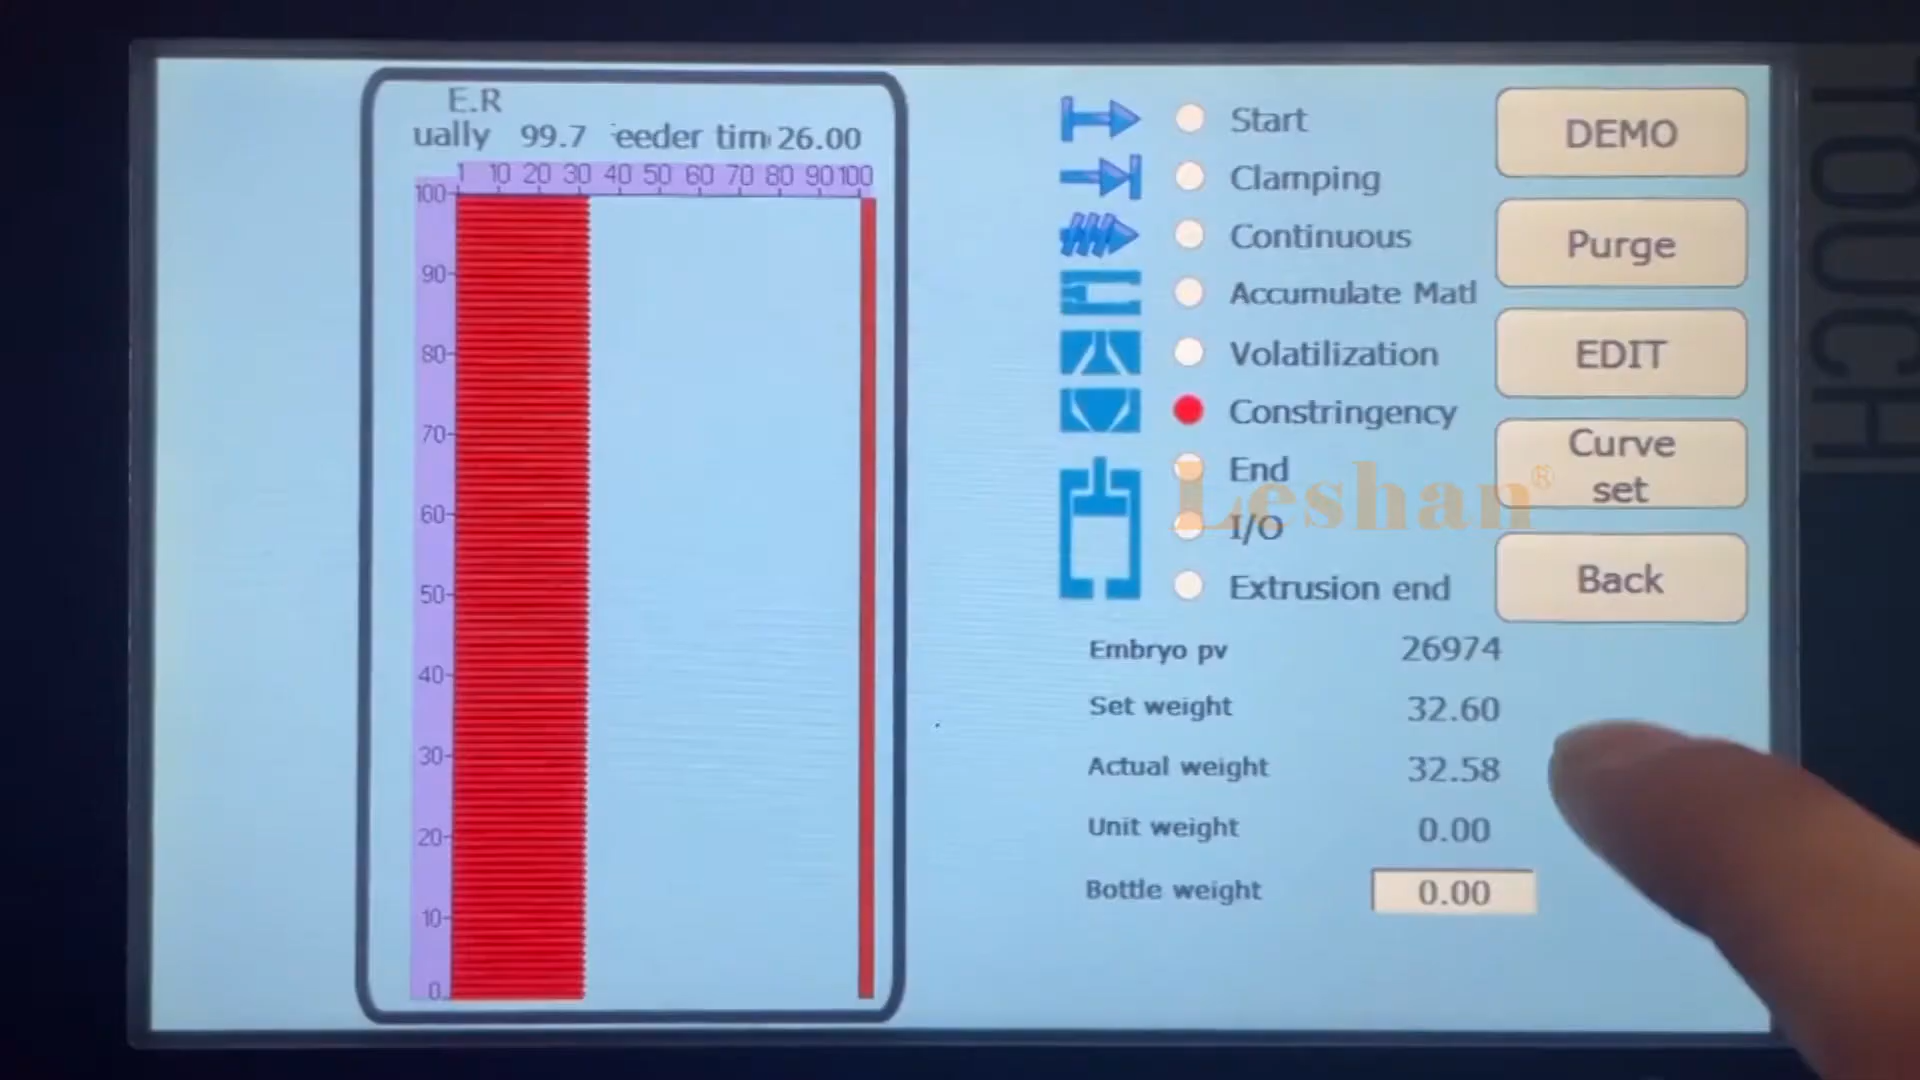 E.R
ually 99.7 eeder tim 26.00
1 10 20 30 40 50 60 70 80 90 100
100
90
80
70
60
50
40
30
20
10
0
Start
Clamping
Continuous
Accumulate Matl
Volatilization
Constringency
End
I/O
Extrusion end
DEMO
Purge
EDIT
Curve
set
Back
Leshan®
Embryo pv 26974
Set weight 32.60
Actual weight 32.58
Unit weight 0.00
Bottle weight 0.00
TOUCH